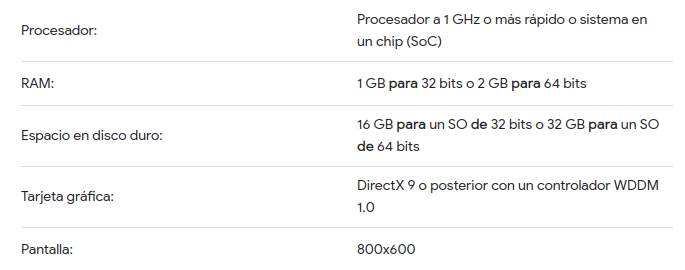 Procesador:
Procesador a 1 GHz o más rápido o sistema en
un chip (SoC)
RAM:
1 GB para 32 bits o 2 GB para 64 bits
Espacio en disco duro:
16 GB para un SO de 32 bits o 32 GB para un SO
de 64 bits
Tarjeta gráfica:
DirectX 9 o posterior con un controlador WDDM
1.0
Pantalla:
800x600